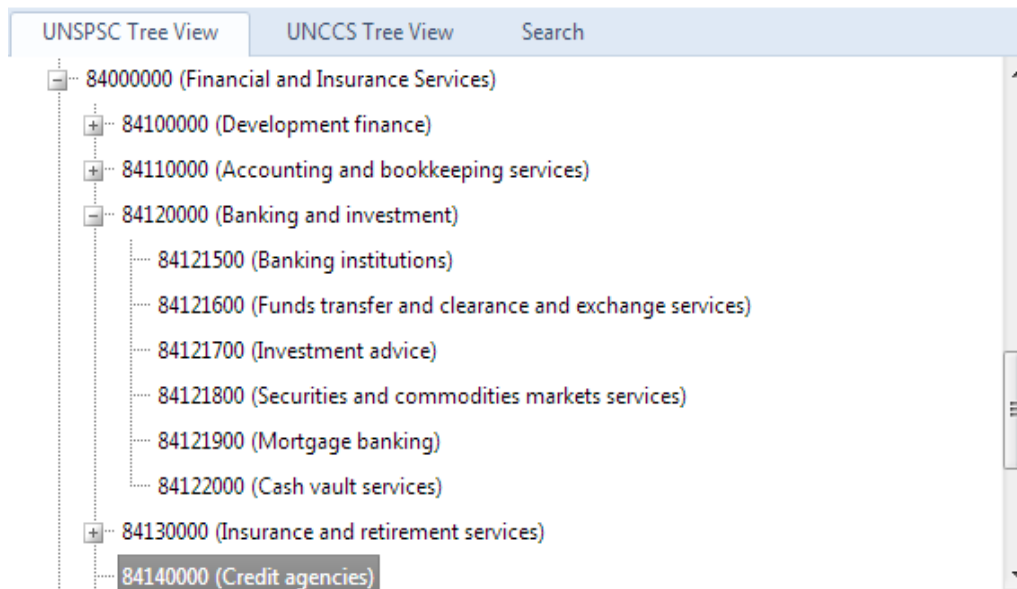 UNSPSC Tree View UNCCS Tree View Search
84000000 (Financial and Insurance Services)
84100000 (Development finance)
84110000 (Accounting and bookkeeping services)
84120000 (Banking and investment)
84121500 (Banking institutions)
84121600 (Funds transfer and clearance and exchange services)
84121700 (Investment advice)
84121800 (Securities and commodities markets services)
84121900 (Mortgage banking)
84122000 (Cash vault services)
84130000 (Insurance and retirement services)
84140000 (Credit agencies)